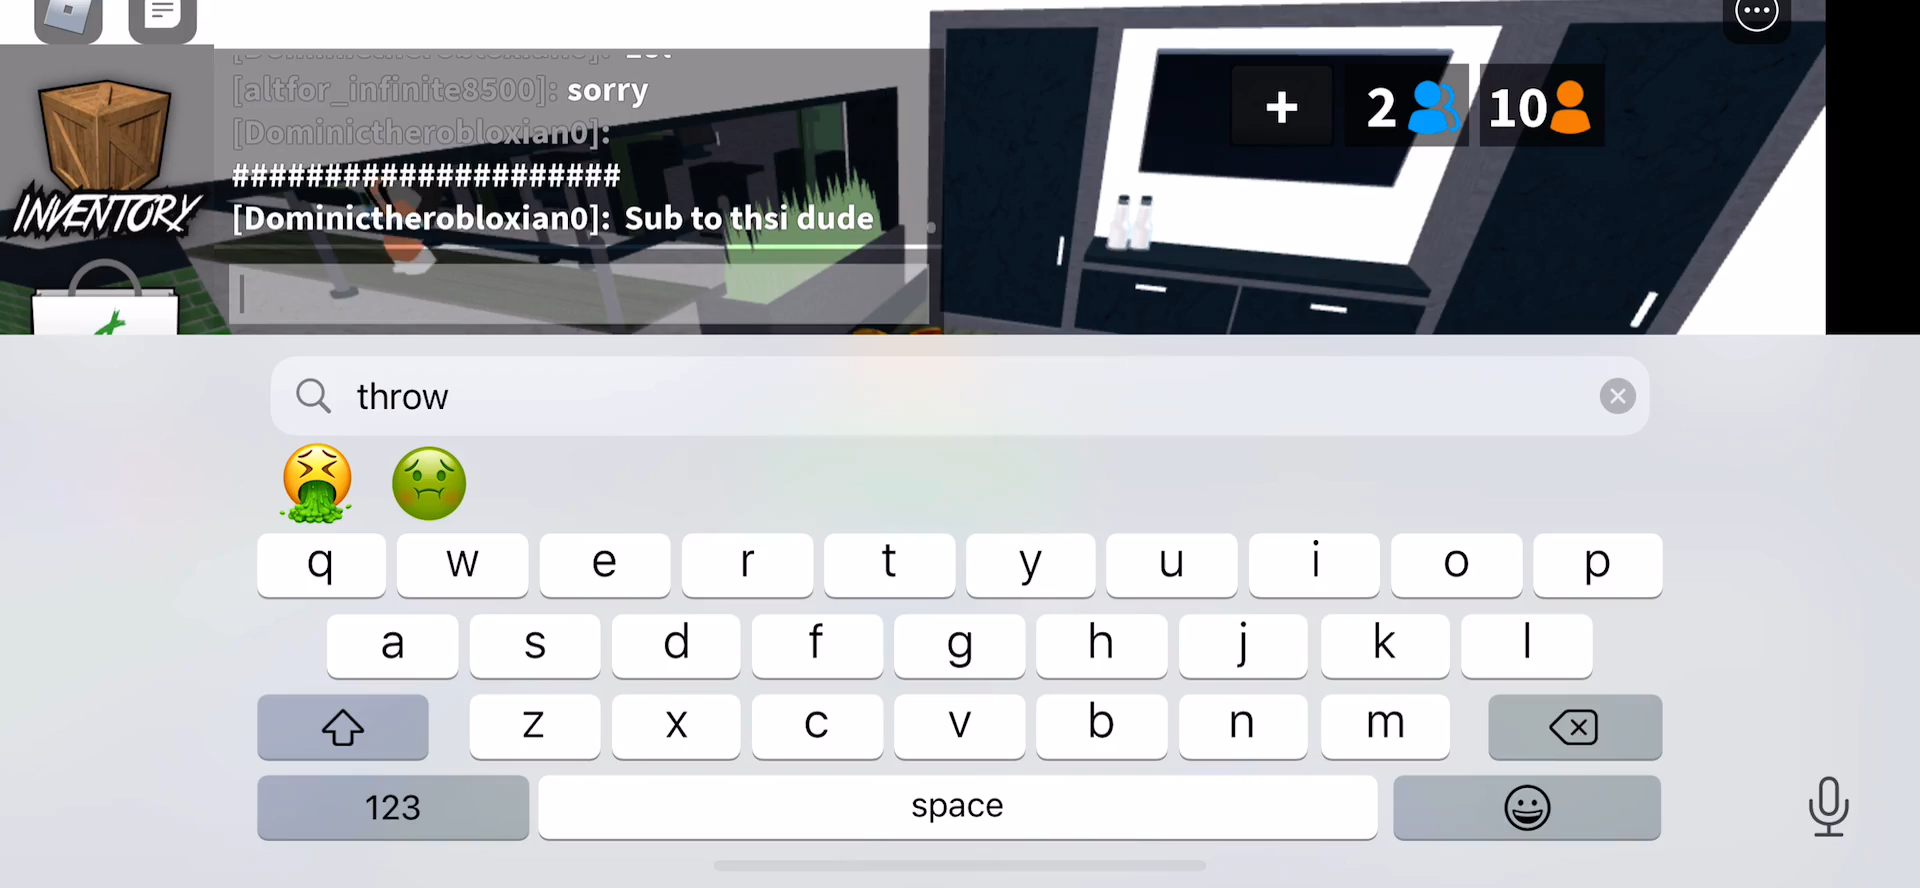 [altfor_infinite8500]: sorry
[Dominictherobloxian0]:
#####################
[Dominictherobloxian0]: Sub to thsi dude
INVENTORY
+ 2 10
throw
q w e r t y u i o p
a s d f g h j k l
z x c v b n m
123 space